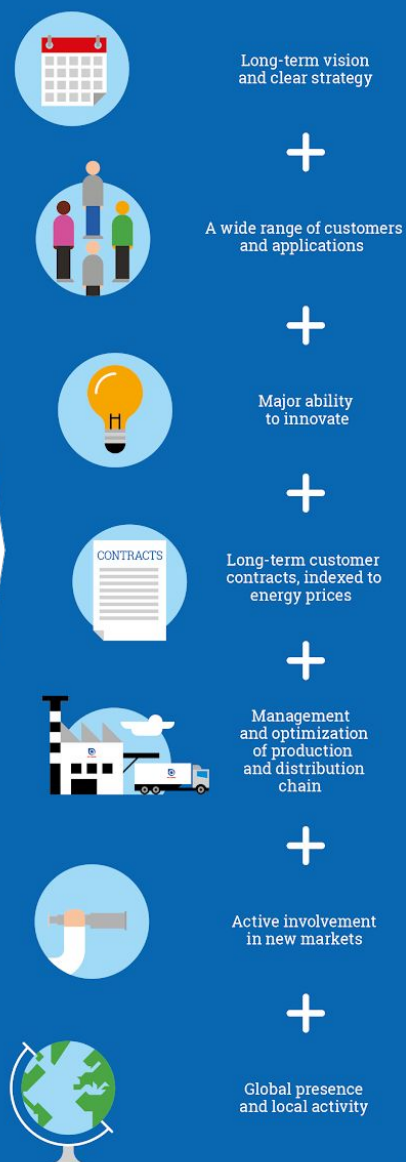 Long-term vision
and clear strategy
+
A wide range of customers
and applications
+
Major ability
to innovate
+
CONTRACTS
Long-term customer
contracts, indexed to
energy prices
+
Management
and optimization
of production
and distribution
chain
+
Active involvement
in new markets
+
Global presence
and local activity